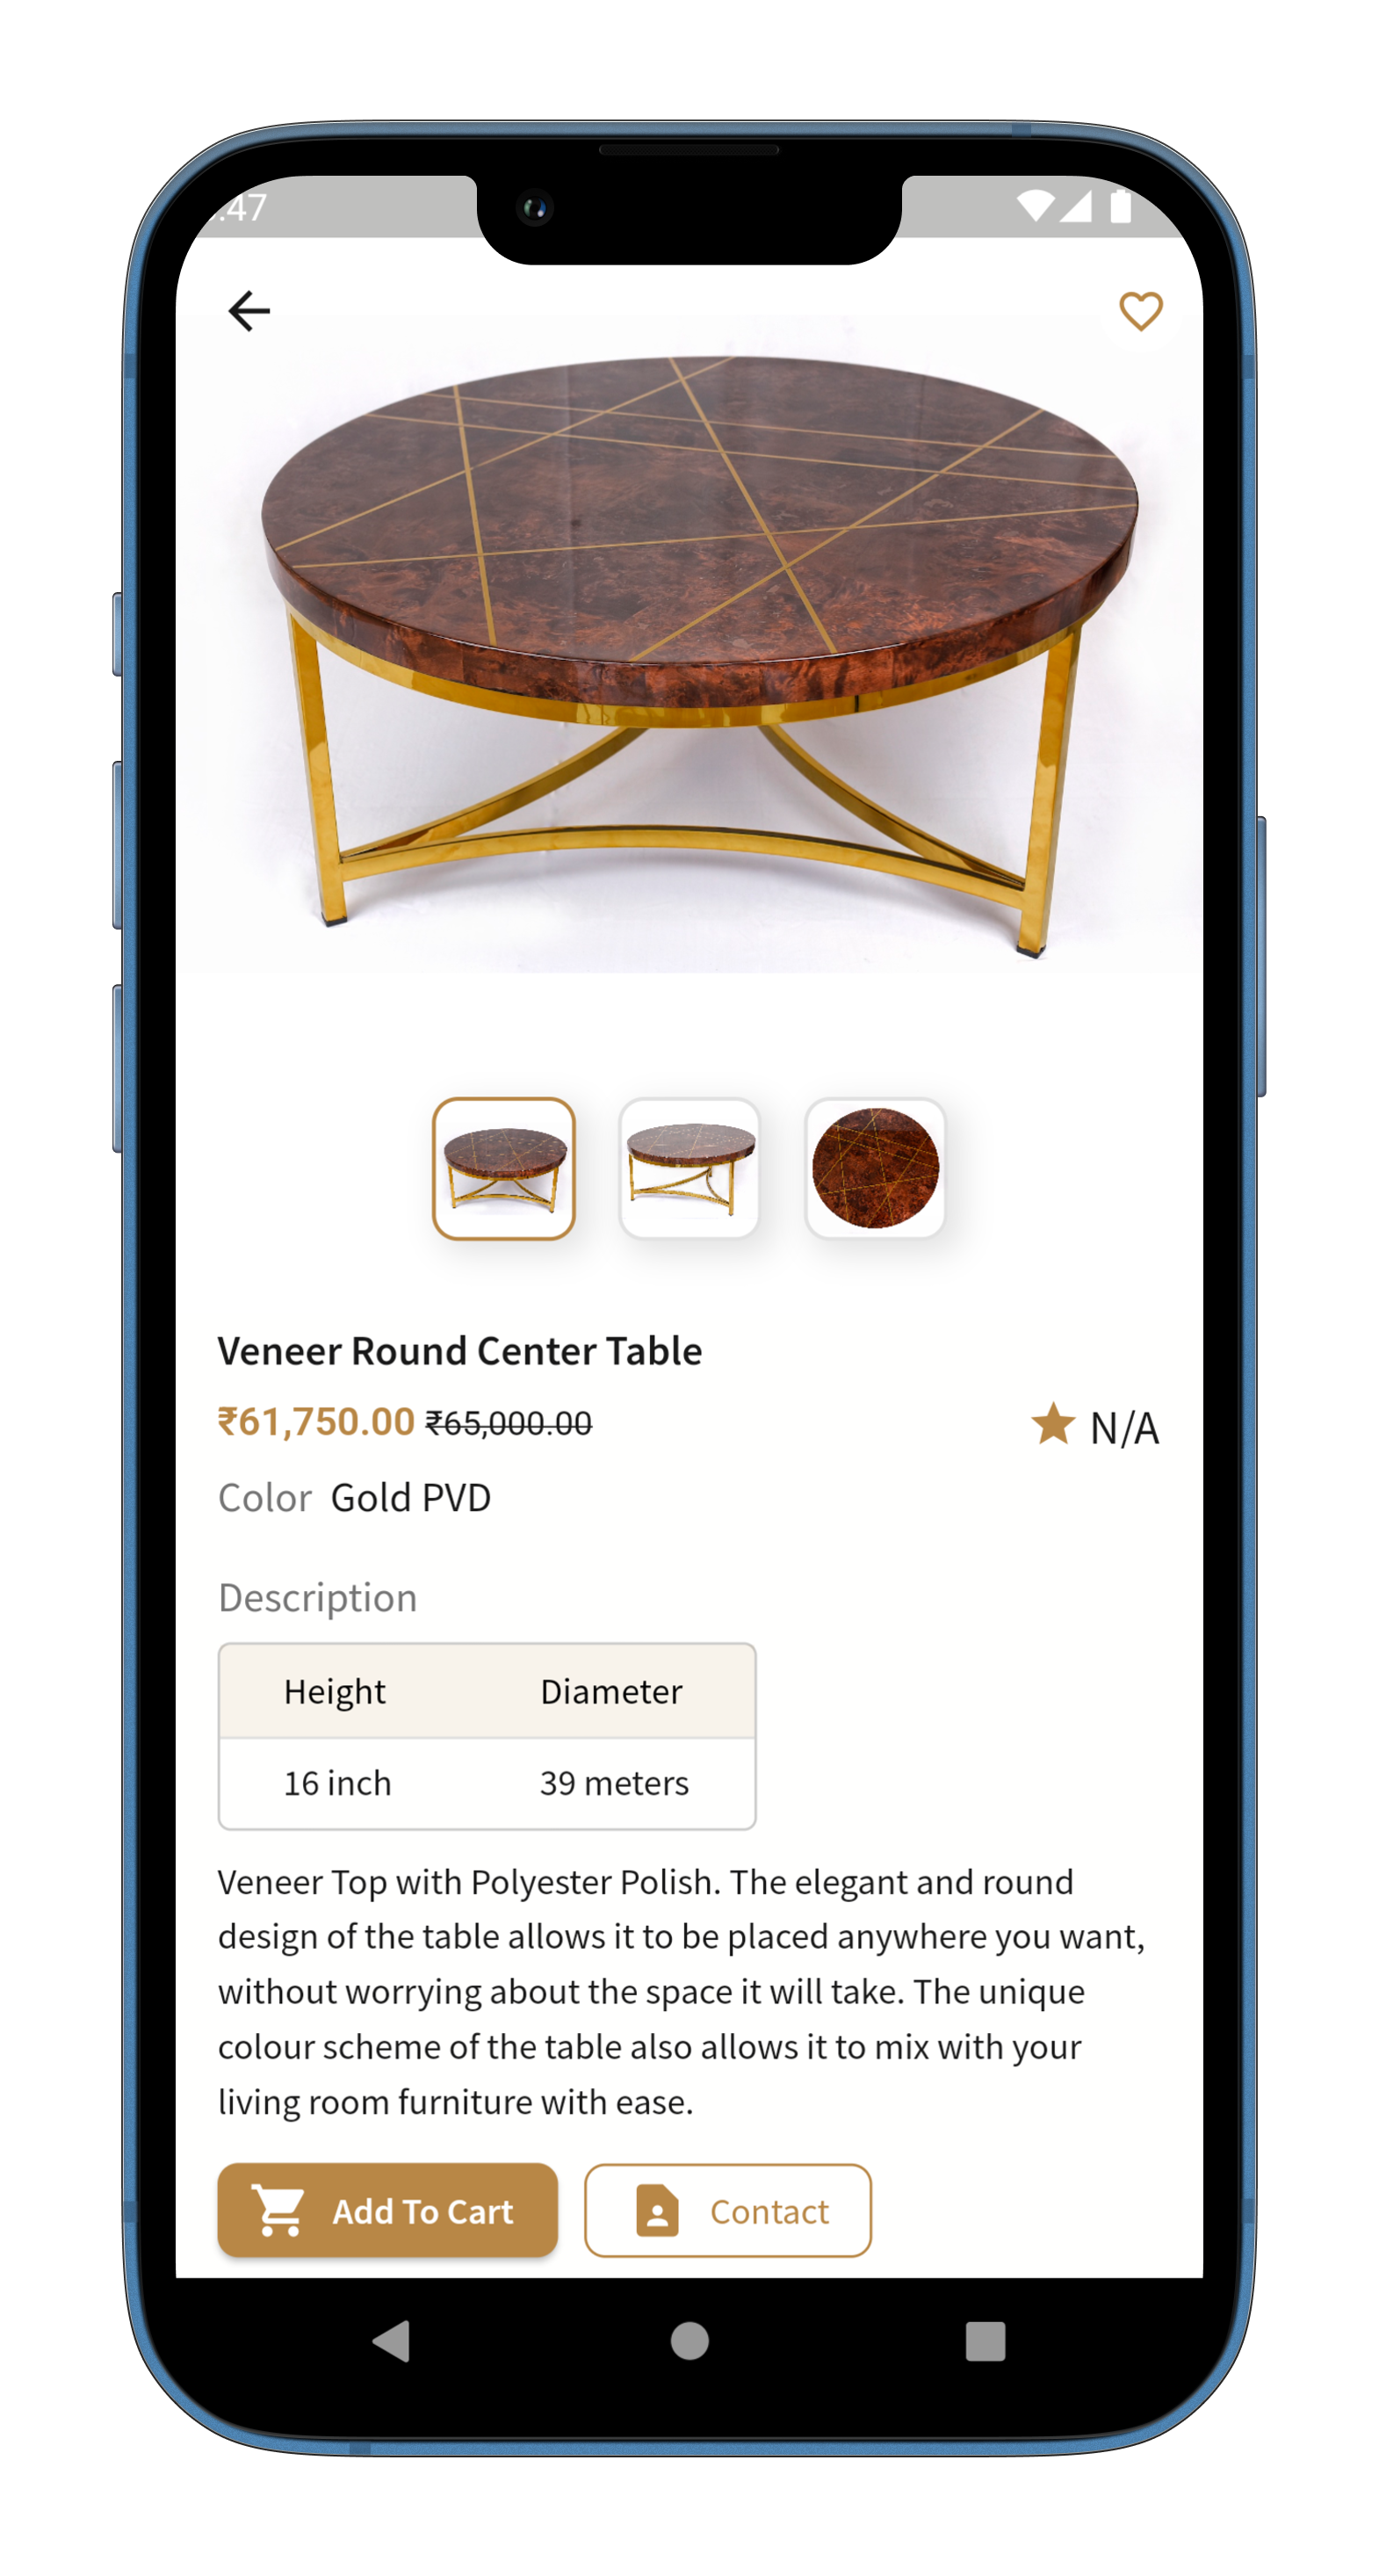 :47
Veneer Round Center Table
₹61,750.00 ₹65,000.00
N/A
Color Gold PVD
Description
Height Diameter
16 inch 39 meters
Veneer Top with Polyester Polish. The elegant and round
design of the table allows it to be placed anywhere you want,
without worrying about the space it will take. The unique
colour scheme of the table also allows it to mix with your
living room furniture with ease.
Add To Cart
Contact